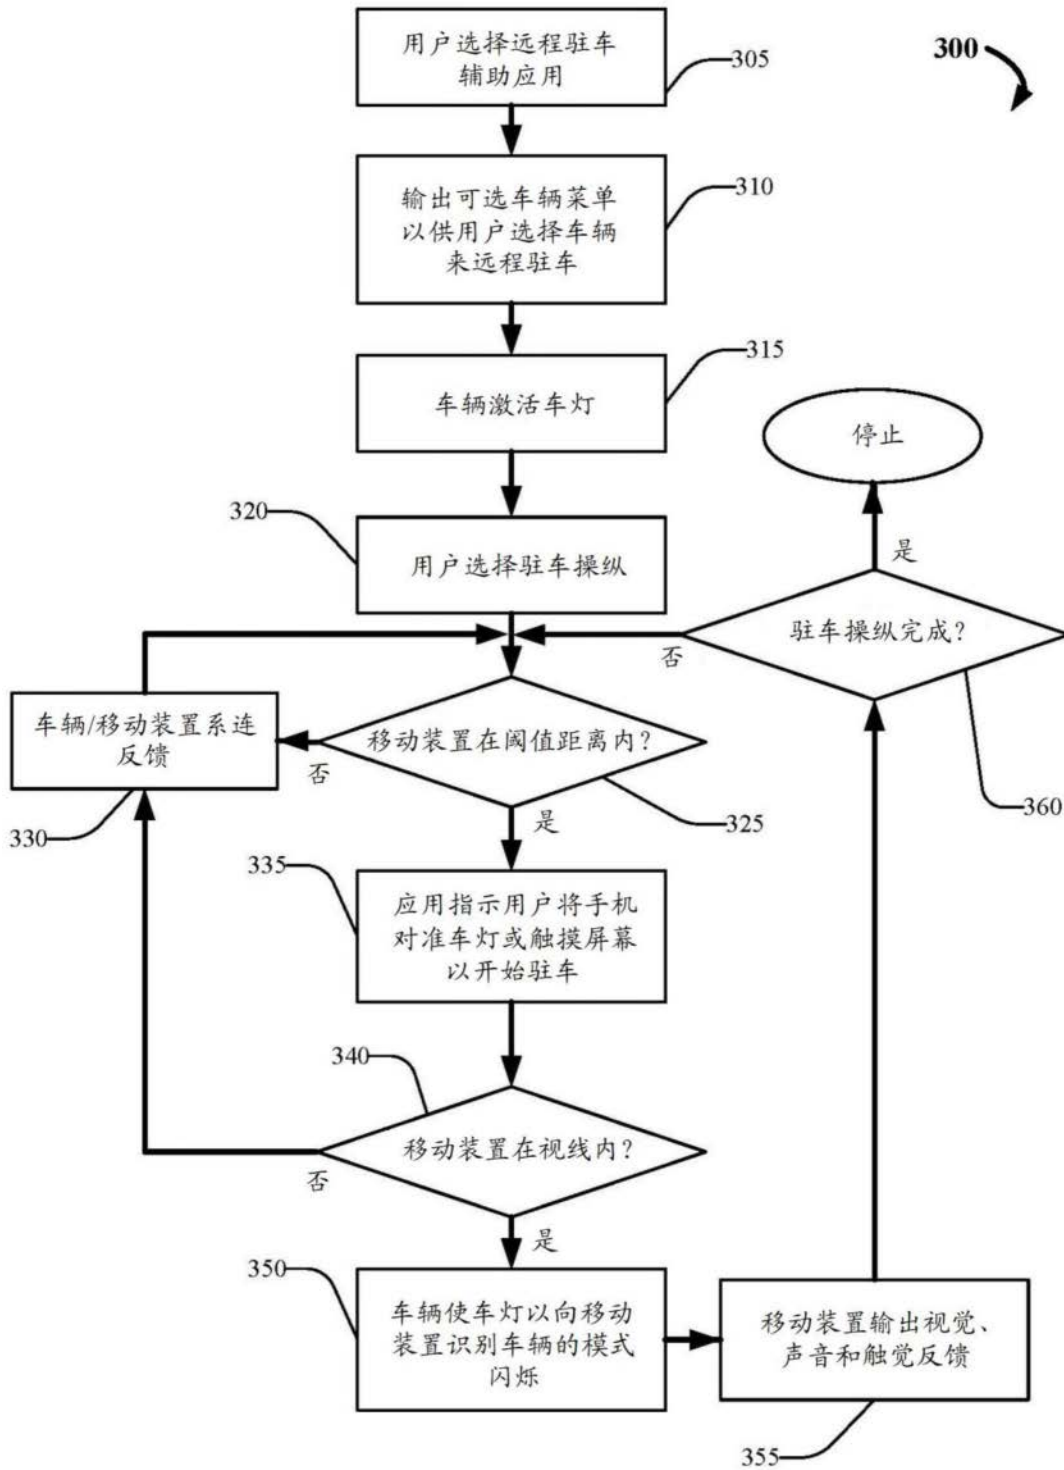 用户选择远程驻车
辅助应用
305
300
输出可选车辆菜单
以供用户选择车辆
来远程驻车
310
车辆激活车灯
315
停止
320
用户选择驻车操纵
是
驻车操纵完成?
否
360
车辆/移动装置系连
反馈
330
移动装置在阈值距离内?
否
325
是
335
应用指示用户将手机
对准车灯或触摸屏幕
以开始驻车
340
移动装置在视线内?
否
是
350
车辆使车灯以向移动
装置识别车辆的模式
闪烁
移动装置输出视觉、
声音和触觉反馈
355